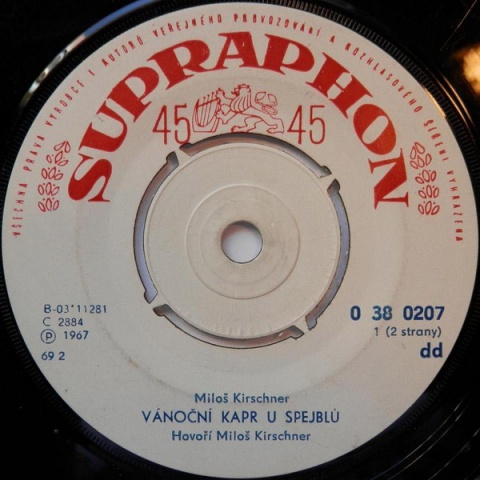 VŠECHNA PRÁVA VÝROBCE I AUTORŮ VEŘEJNÉHO PROVOZOVÁNÍ A ROZHLASOVÉHO ŠÍŘENÍ VYHRAZENA
SUPRAPHON
45 45
B-03*11281
C 2884
Ⓟ 1967
69 2
0 38 0207
1 (2 strany)
dd
Miloš Kirschner
VÁNOČNÍ KAPR U SPEJBLŮ
Hovoří Miloš Kirschner